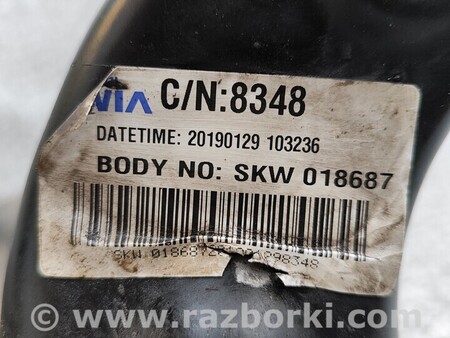 C/N:8348
DATETIME: 20190129 103236
BODY NO: SKW 018687
www.razborki.com